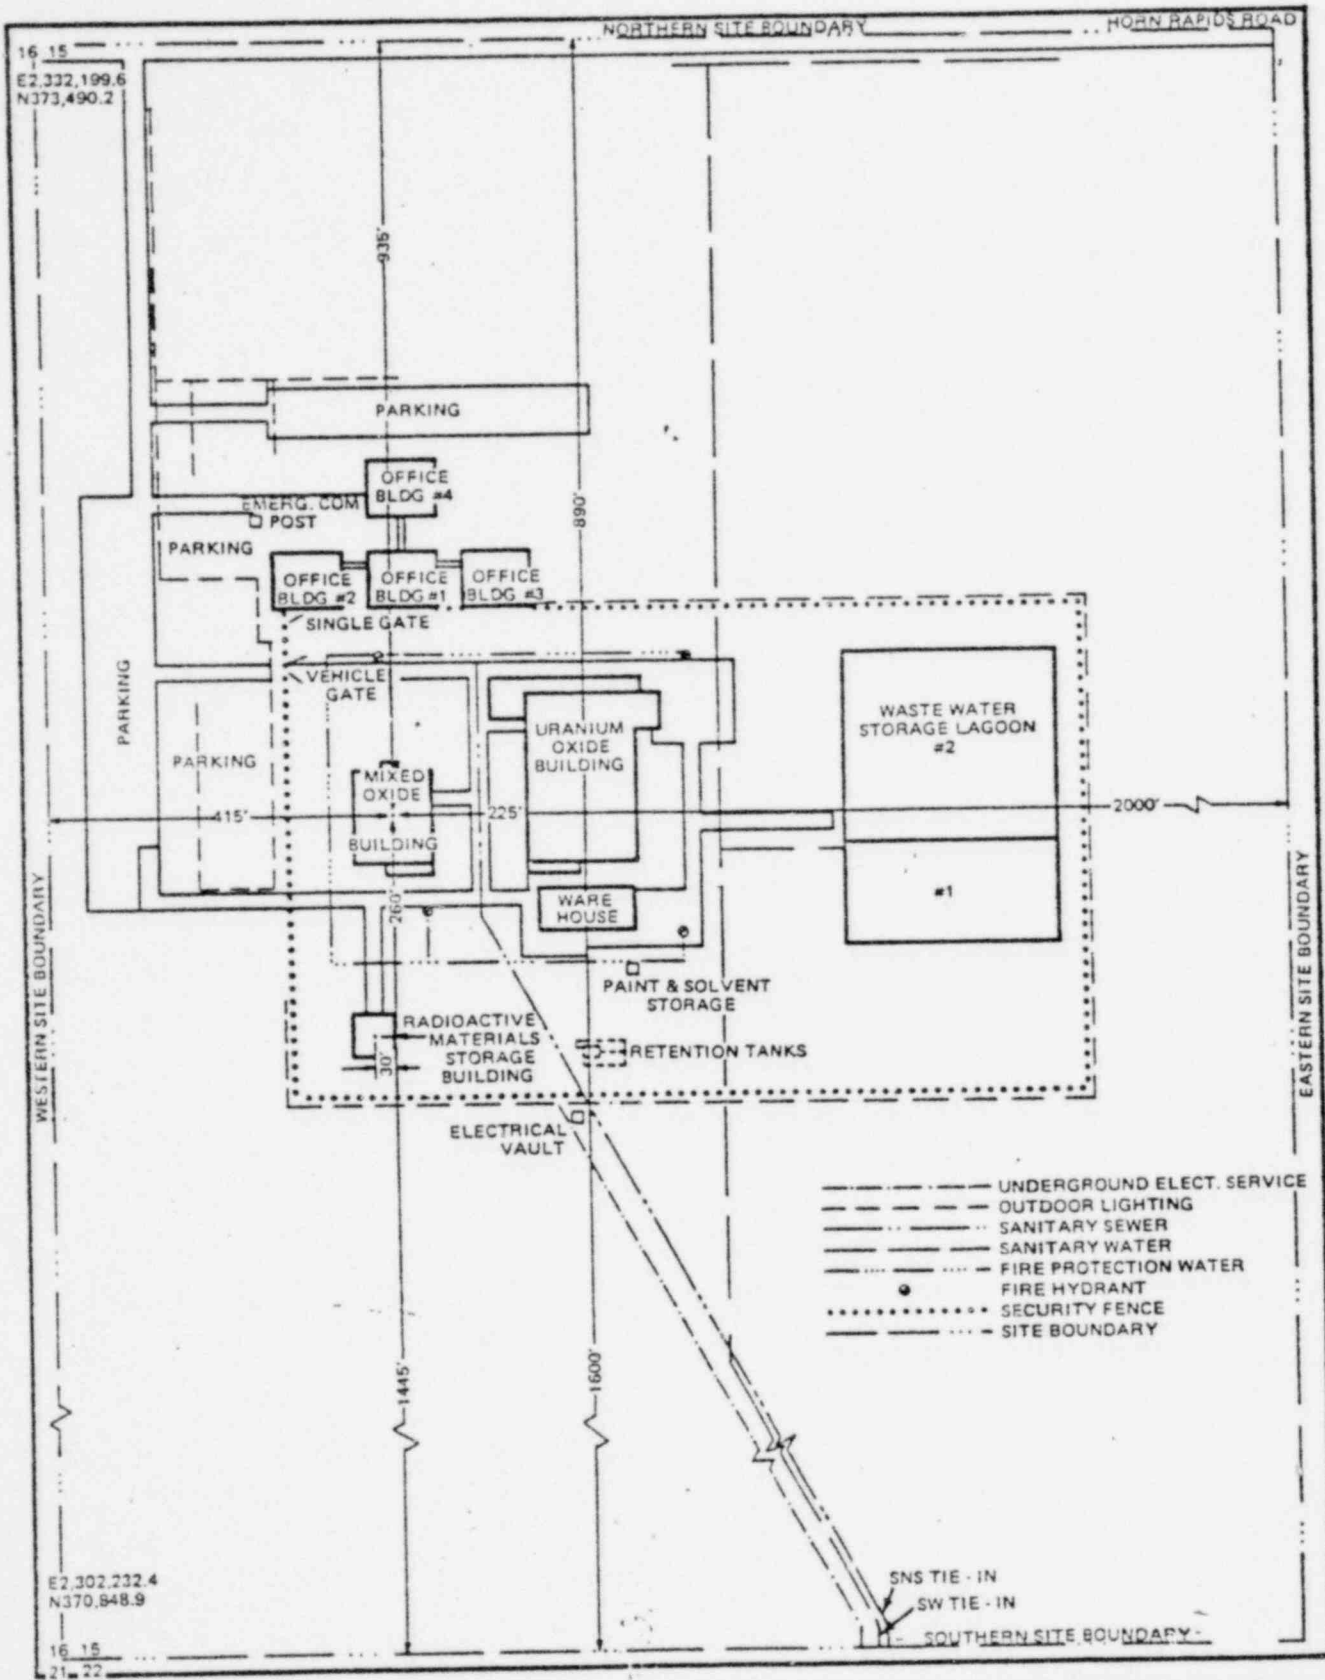 NORTHERN SITE BOUNDARY
HORN RAPIDS ROAD
16 15
E2,332,199.6
N373,490.2
935'
PARKING
OFFICE
BLDG #4
890'
EMERG. COM
POST
PARKING
OFFICE
BLDG #2
OFFICE
BLDG #1
OFFICE
BLDG #3
SINGLE GATE
VEHICLE
GATE
PARKING
PARKING
MIXED
OXIDE
BUILDING
URANIUM
OXIDE
BUILDING
WASTE WATER
STORAGE LAGOON
#2
415'
225'
2000'
#1
260'
WARE
HOUSE
WESTERN SITE BOUNDARY
EASTERN SITE BOUNDARY
PAINT & SOLVENT
STORAGE
RADIOACTIVE
MATERIALS
STORAGE
BUILDING
30'
RETENTION TANKS
ELECTRICAL
VAULT
UNDERGROUND ELECT. SERVICE
OUTDOOR LIGHTING
SANITARY SEWER
SANITARY WATER
FIRE PROTECTION WATER
FIRE HYDRANT
SECURITY FENCE
SITE BOUNDARY
1445'
1600'
E2,302,232.4
N370,848.9
SNS TIE - IN
SW TIE - IN
SOUTHERN SITE BOUNDARY
16 15
21 22